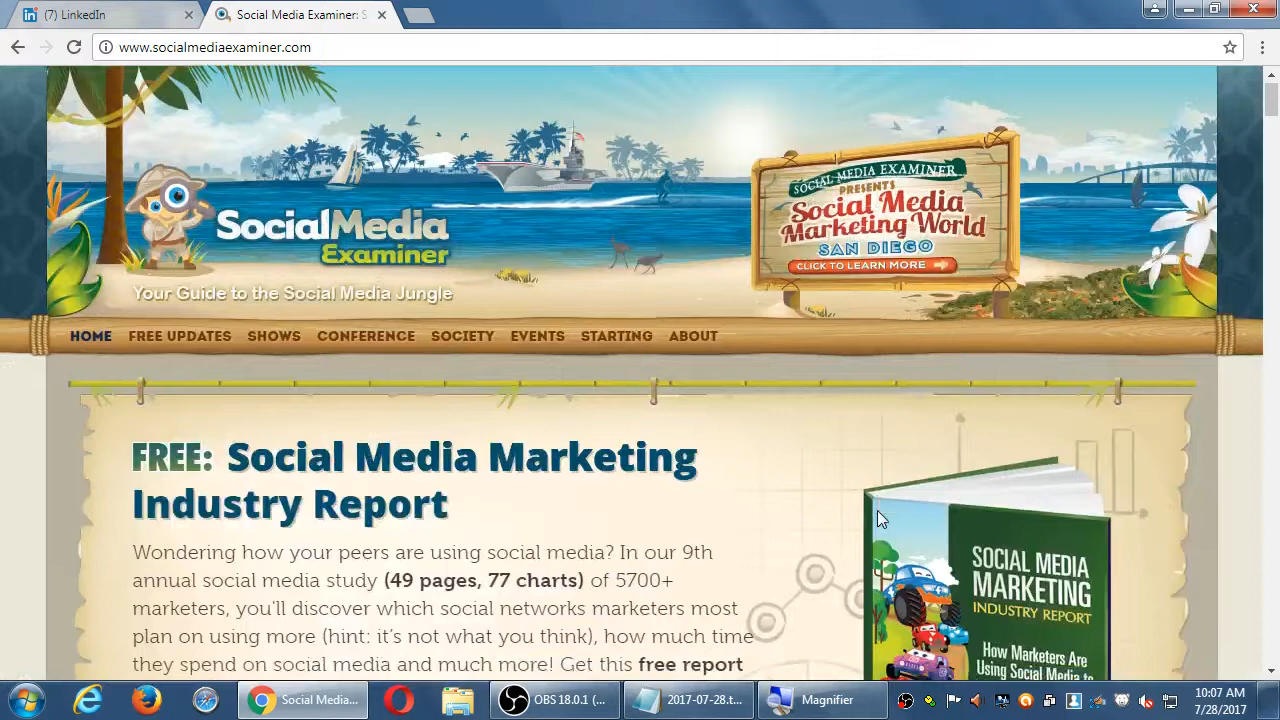 (7) LinkedIn
Social Media Examiner: S
www.socialmediaexaminer.com
SocialMedia
Examiner
Your Guide to the Social Media Jungle
SOCIAL MEDIA EXAMINER
PRESENTS
Social Media
Marketing World
SAN DIEGO
CLICK TO LEARN MORE
HOME FREE UPDATES SHOWS CONFERENCE SOCIETY EVENTS STARTING ABOUT
FREE: Social Media Marketing
Industry Report
Wondering how your peers are using social media? In our 9th
annual social media study (49 pages, 77 charts) of 5700+
marketers, you'll discover which social networks marketers most
plan on using more (hint: it's not what you think), how much time
they spend on social media and much more! Get this free report
SOCIAL MEDIA
MARKETING
INDUSTRY REPORT
How Marketers Are
Using Social Media to
Social Media...
OBS 18.0.1 (...
2017-07-28.t...
Magnifier
10:07 AM
7/28/2017